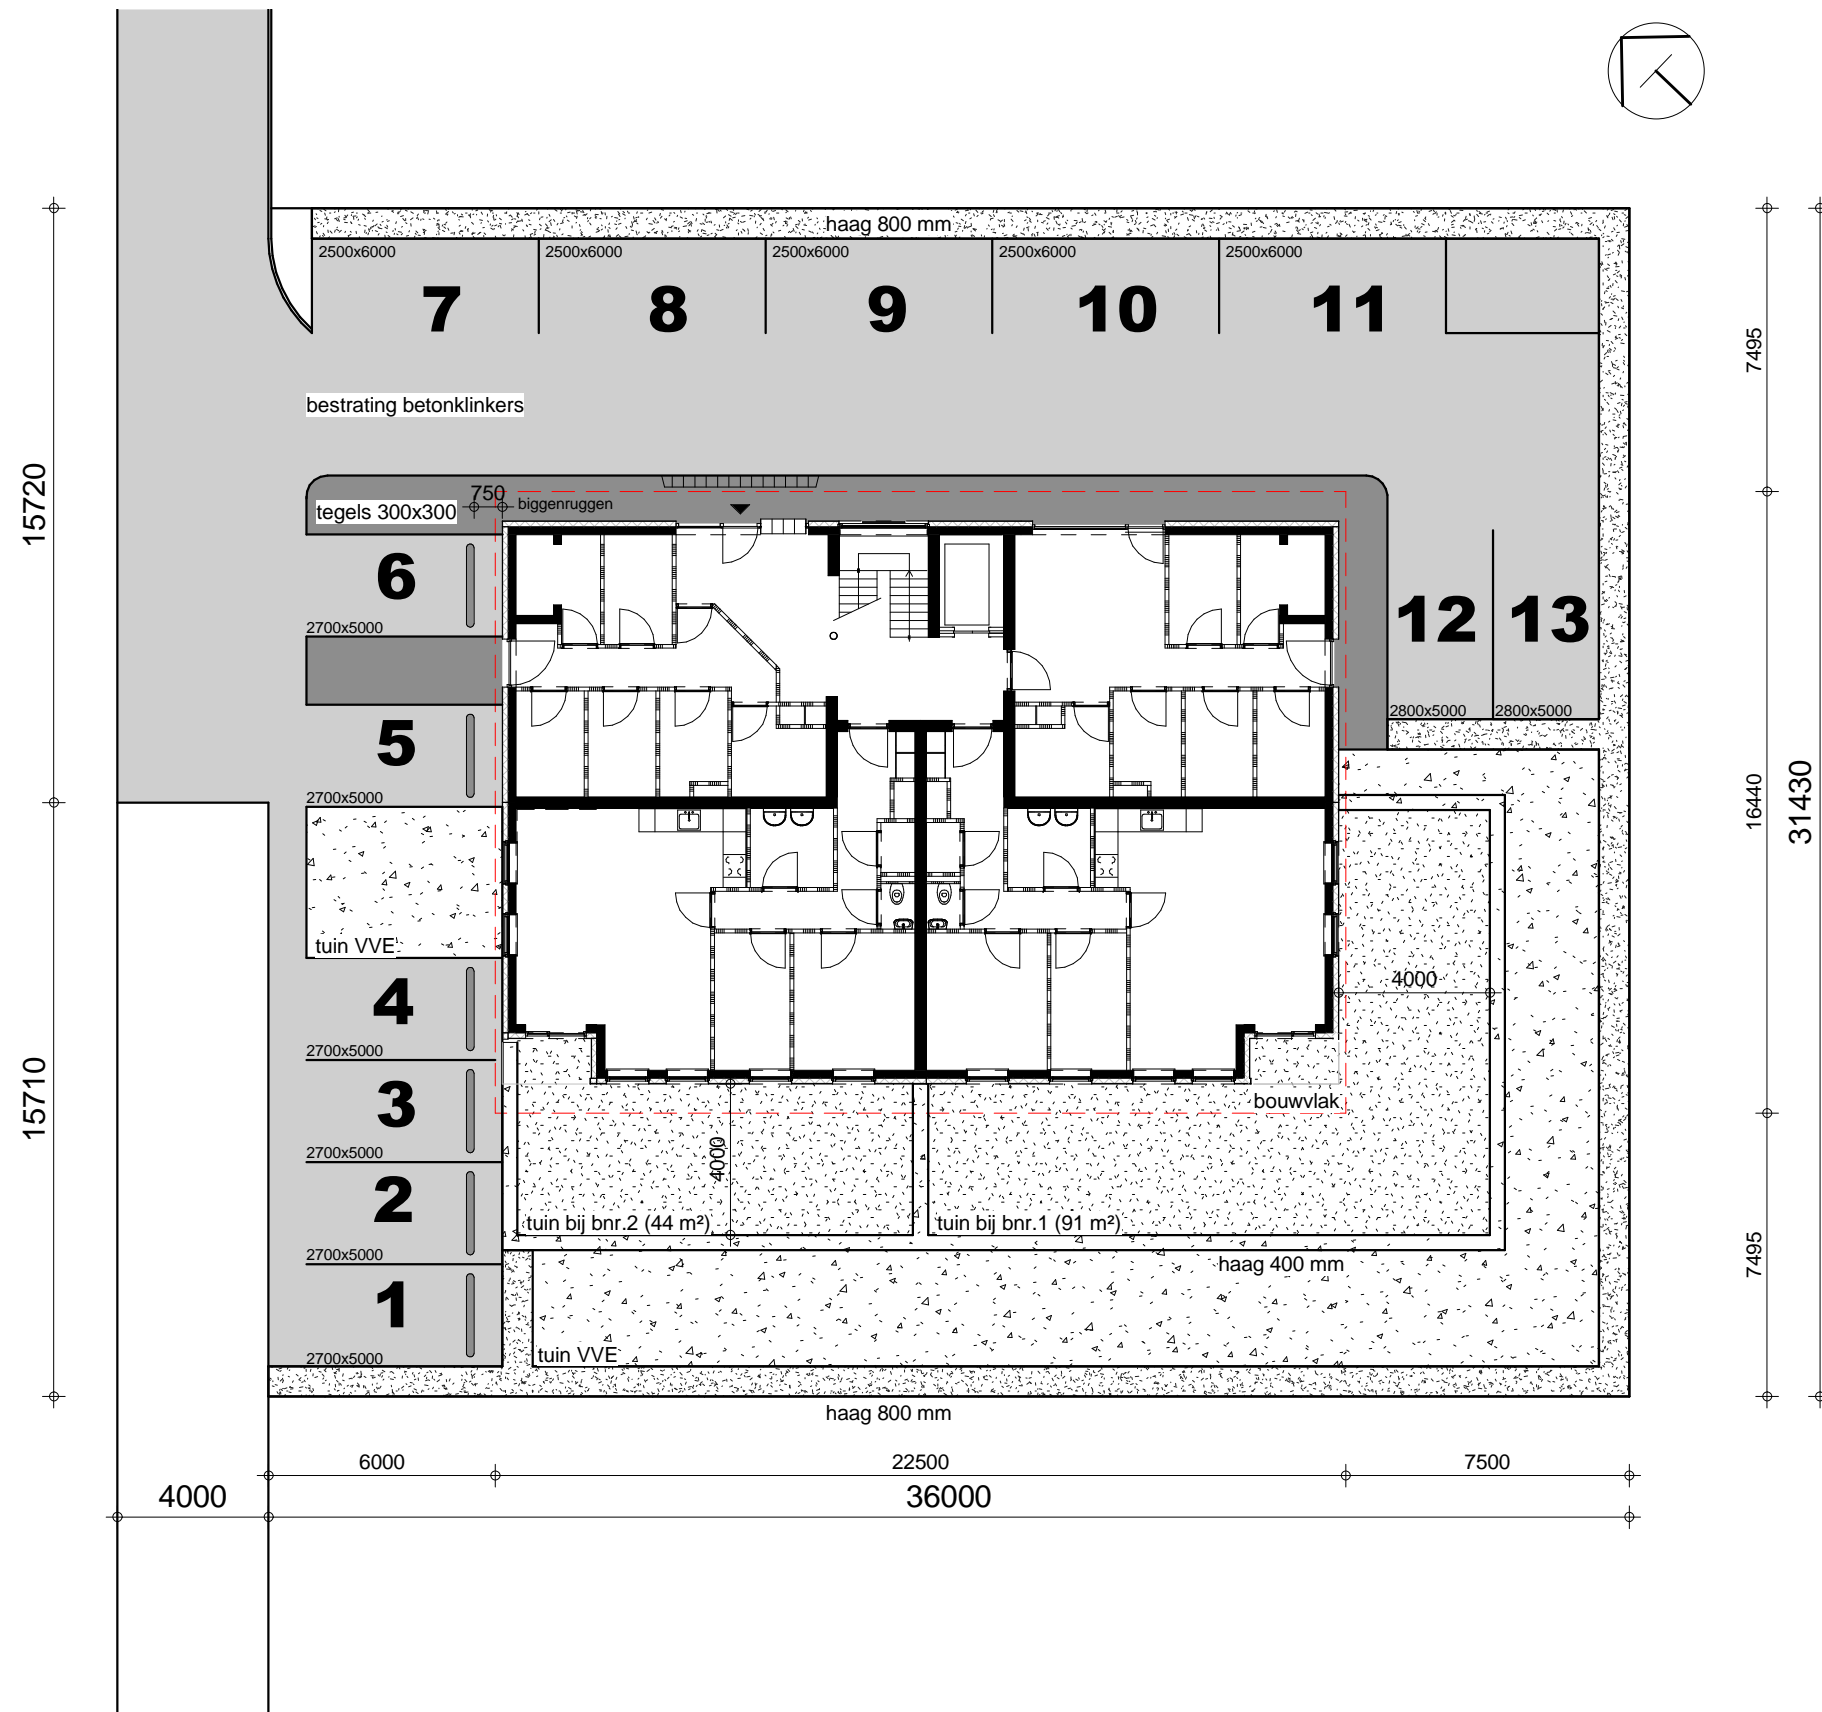 haag 800 mm
2500x6000
2500x6000
2500x6000
2500x6000
2500x6000
7
8
9
10
11
7495
bestrating betonklinkers
15720
tegels 300x300
750
biggenruggen
6
2700x5000
12
13
2800x5000
2800x5000
5
2700x5000
16440
31430
tuin VVE
4
2700x5000
4000
3
2700x5000
bouwvlak
15710
4000
2
2700x5000
tuin bij bnr.2 (44 m²)
tuin bij bnr.1 (91 m²)
haag 400 mm
7495
1
2700x5000
tuin VVE
haag 800 mm
6000
22500
7500
4000
36000